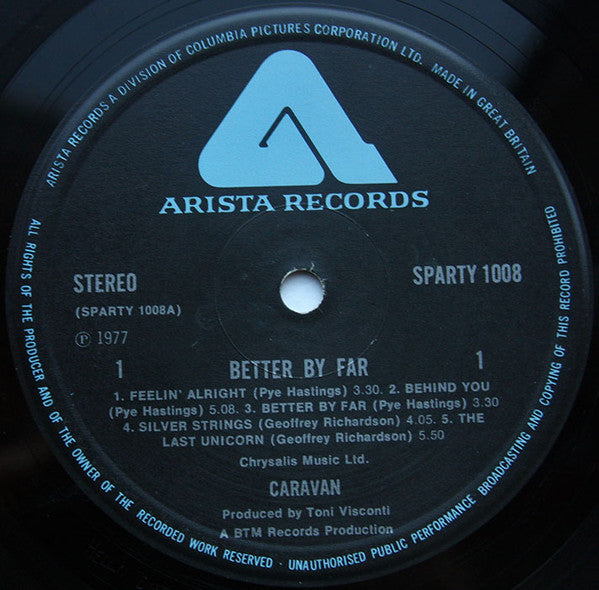 ARISTA RECORDS A DIVISION OF COLUMBIA PICTURES CORPORATION LTD. MADE IN GREAT BRITAIN
ARISTA RECORDS
STEREO
SPARTY 1008
(SPARTY 1008A)
℗ 1977
1 BETTER BY FAR 1
1. FEELIN' ALRIGHT (Pye Hastings) 3.30. 2. BEHIND YOU
(Pye Hastings) 5.08. 3. BETTER BY FAR (Pye Hastings) 3.30
4. SILVER STRINGS (Geoffrey Richardson) 4.05. 5. THE
LAST UNICORN (Geoffrey Richardson) 5.50
Chrysalis Music Ltd.
CARAVAN
Produced by Toni Visconti
A BTM Records Production
ALL RIGHTS OF THE PRODUCER AND OF THE OWNER OF THE RECORDED WORK RESERVED · UNAUTHORISED PUBLIC PERFORMANCE BROADCASTING AND COPYING OF THIS RECORD PROHIBITED